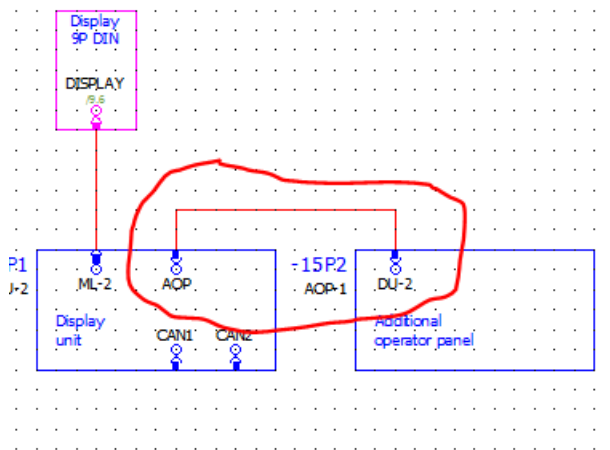 Display
9P DIN
DISPLAY
/9.6
P1
J-2
ML-2
AOP
-15P2
AOP-1
DU-2
Display
unit
CAN1
CAN2
Additional
operator panel